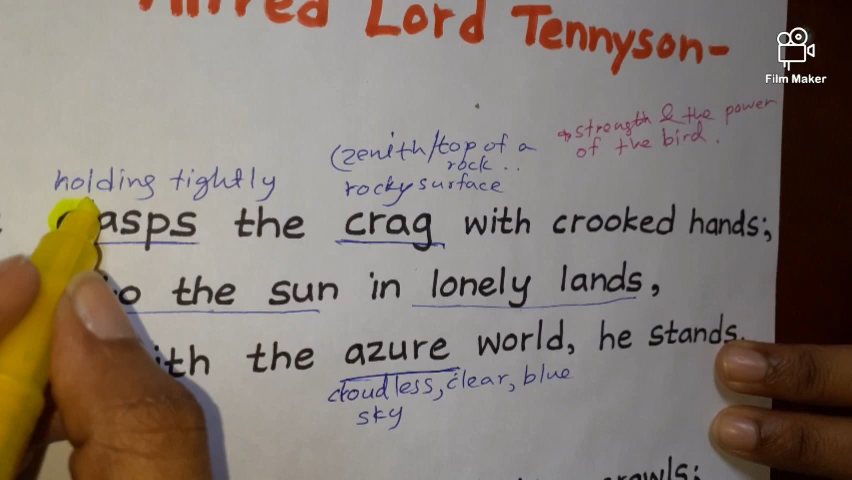 Alfred Lord Tennyson-
Film Maker
strength & the power
of the bird.
(zenith/top of a
rock..
holding tightly
rocky surface
asps the crag with crooked hands;
to the sun in lonely lands,
ith the azure world, he stands.
cloudless, clear, blue
sky
crawls;